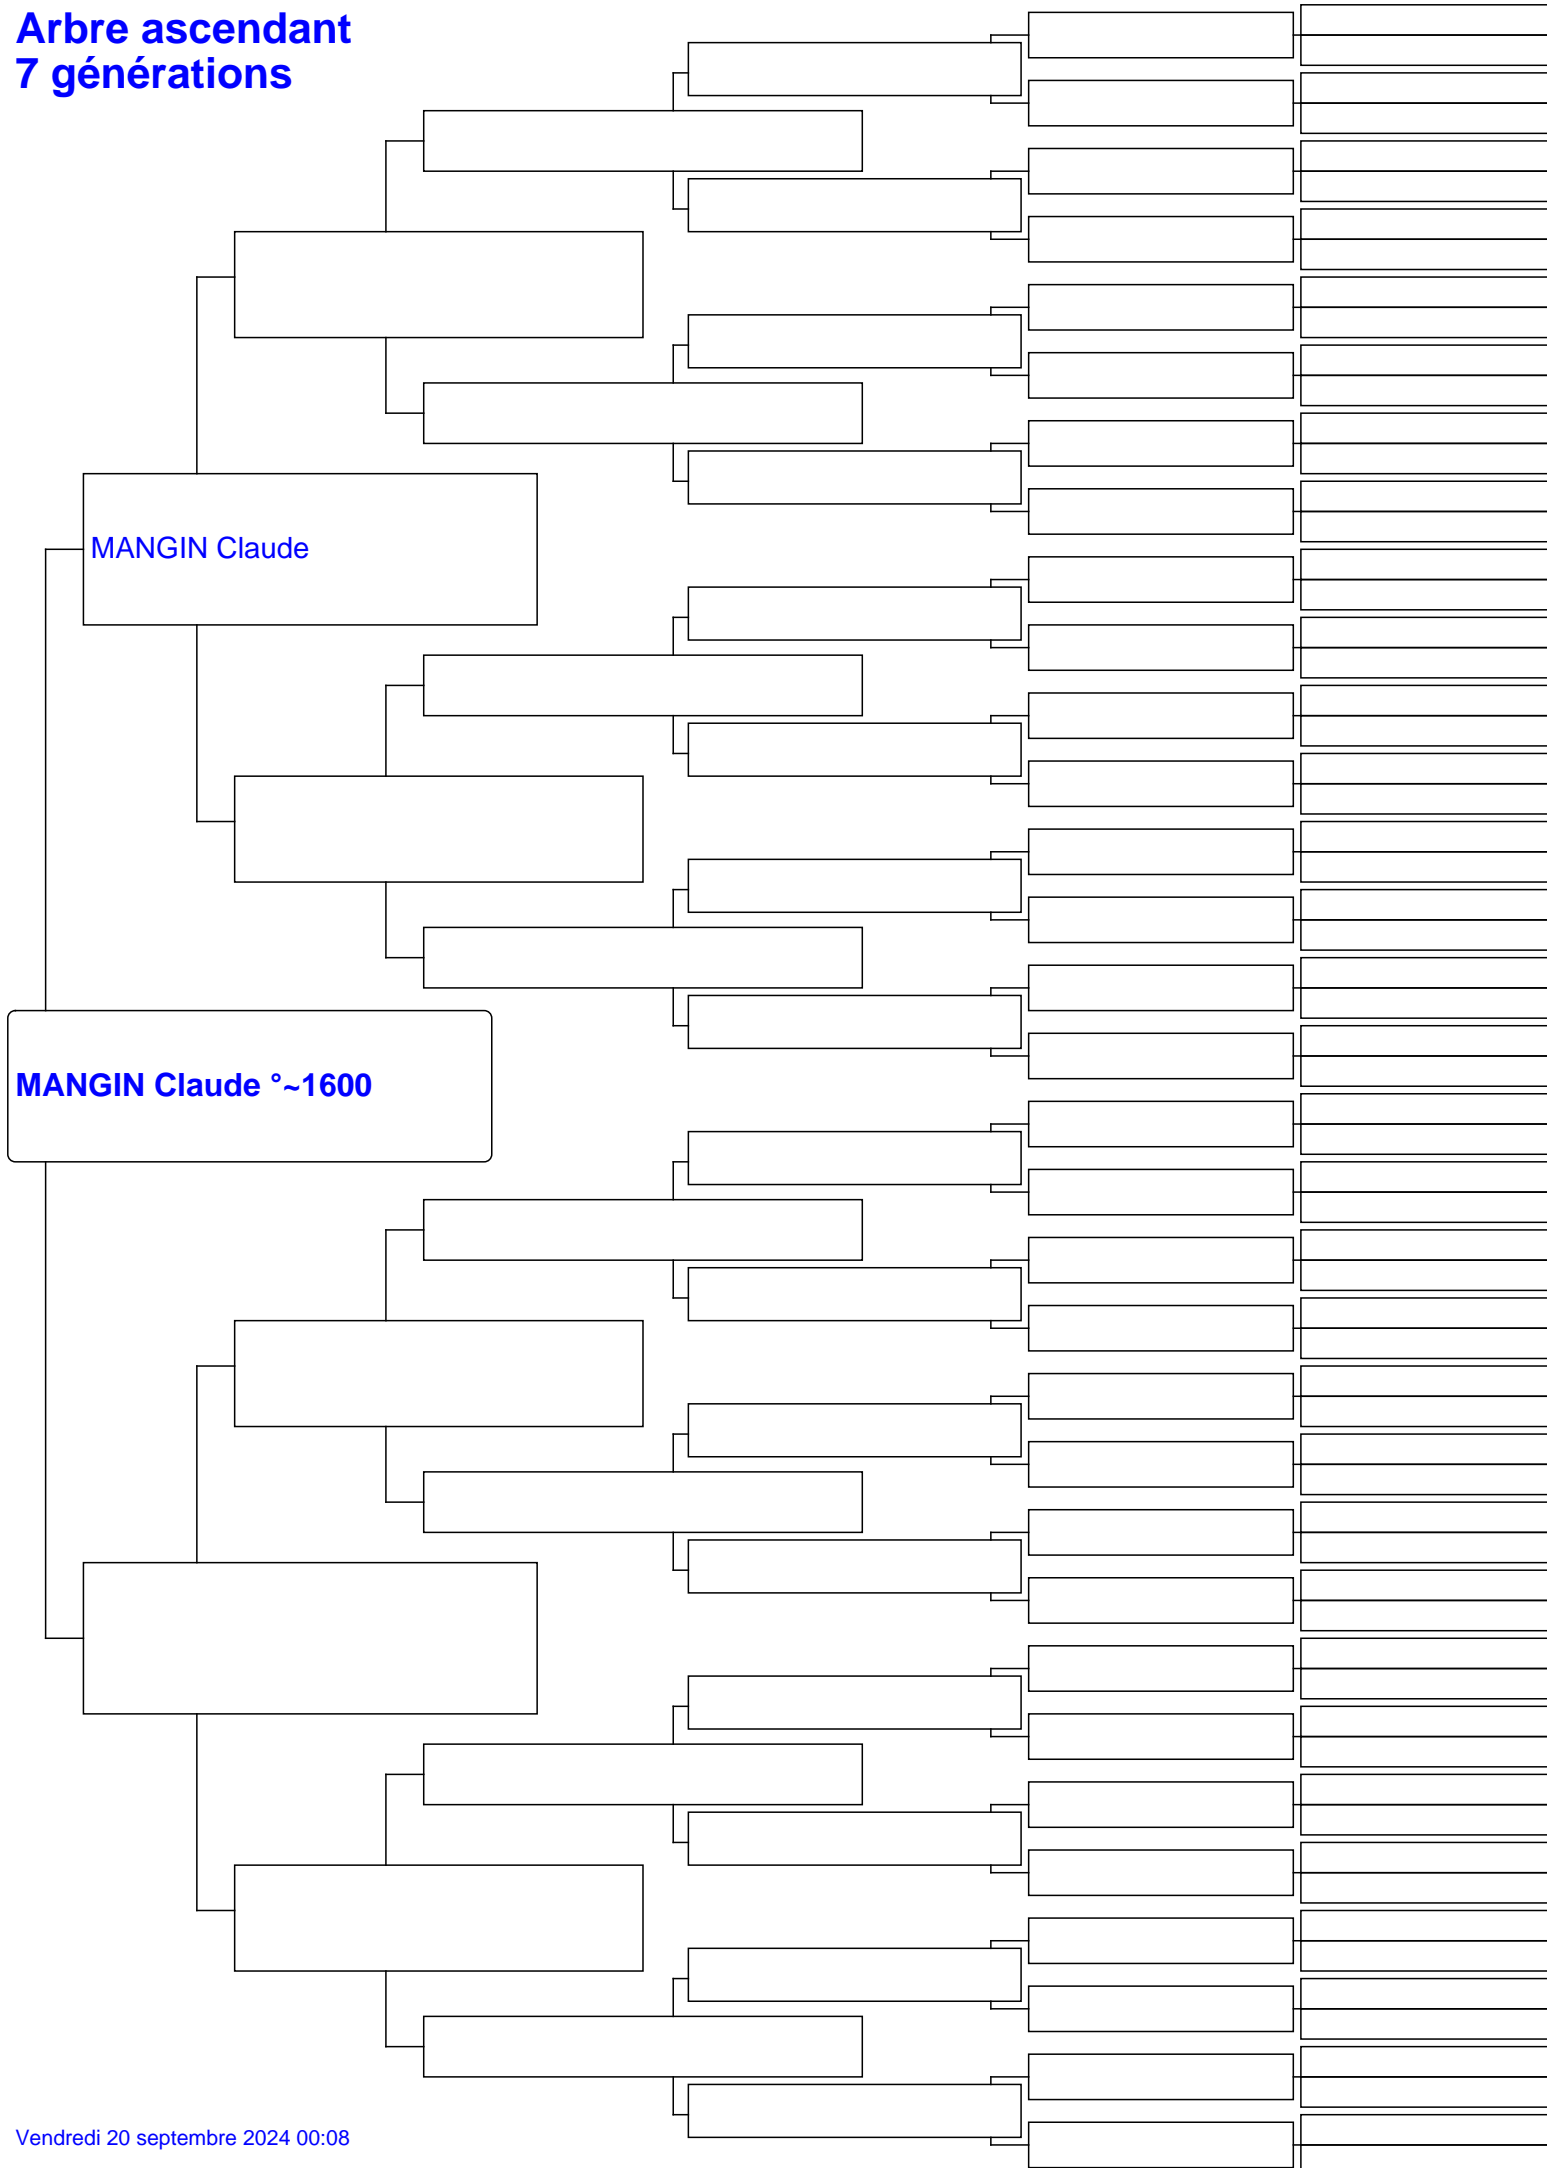 Arbre ascendant
7 générations
MANGIN Claude
MANGIN Claude °~1600
Vendredi 20 septembre 2024 00:08